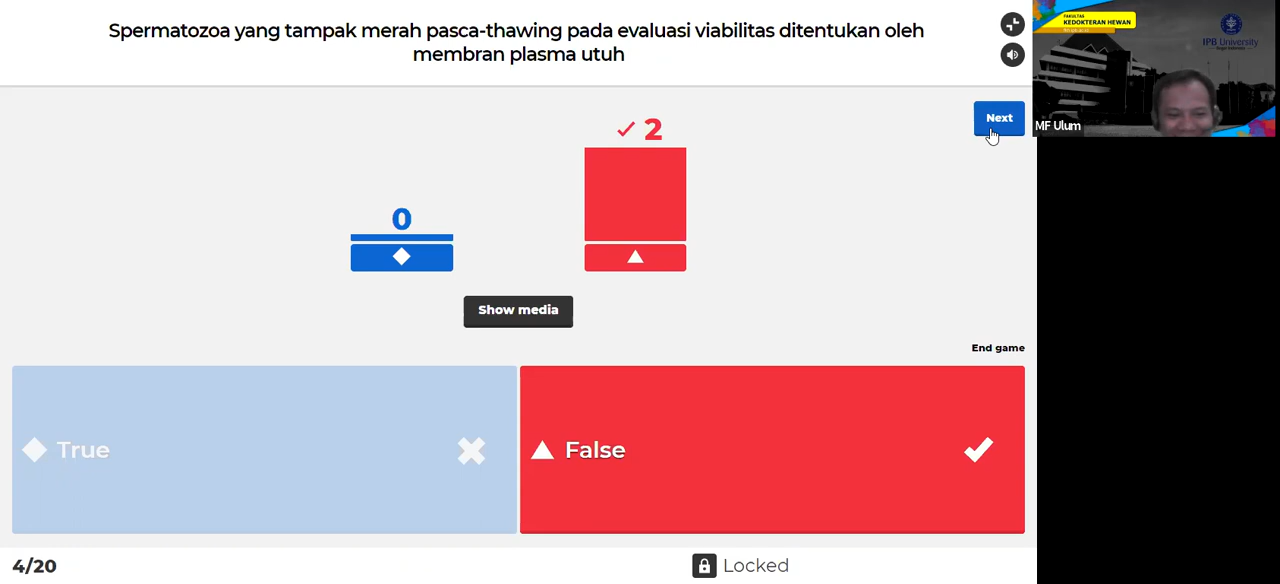 Spermatozoa yang tampak merah pasca-thawing pada evaluasi viabilitas ditentukan oleh
membran plasma utuh
FAKULTAS
KEDOKTERAN HEWAN
IPB University
MF Ulum
Next
2
0
Show media
End game
True
False
4/20
Locked